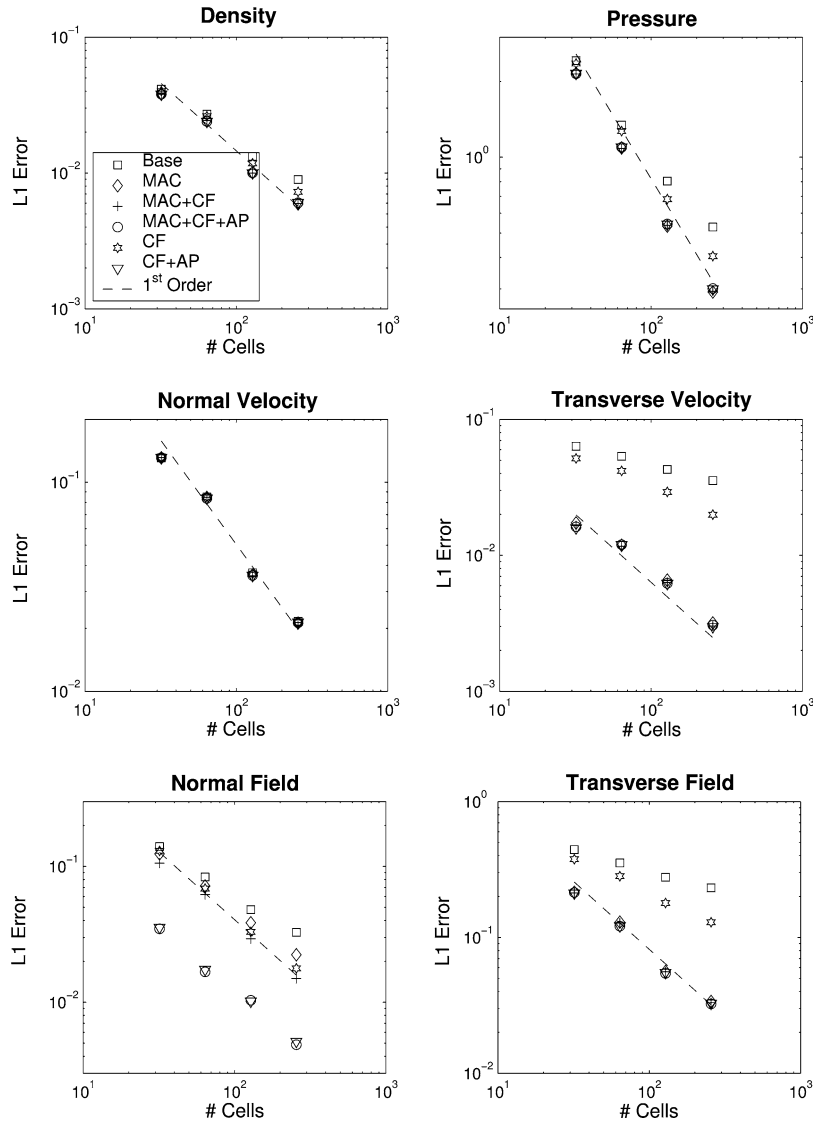 Density
10^-1
10^-2
10^-3
L1 Error
Base
MAC
MAC+CF
MAC+CF+AP
CF
CF+AP
1^st Order
10^1
10^2
10^3
# Cells
Pressure
10^0
L1 Error
10^1
10^2
10^3
# Cells
Normal Velocity
10^-1
10^-2
L1 Error
10^1
10^2
10^3
# Cells
Transverse Velocity
10^-1
10^-2
10^-3
L1 Error
10^1
10^2
10^3
# Cells
Normal Field
10^-1
10^-2
L1 Error
10^1
10^2
10^3
# Cells
Transverse Field
10^0
10^-1
10^-2
L1 Error
10^1
10^2
10^3
# Cells